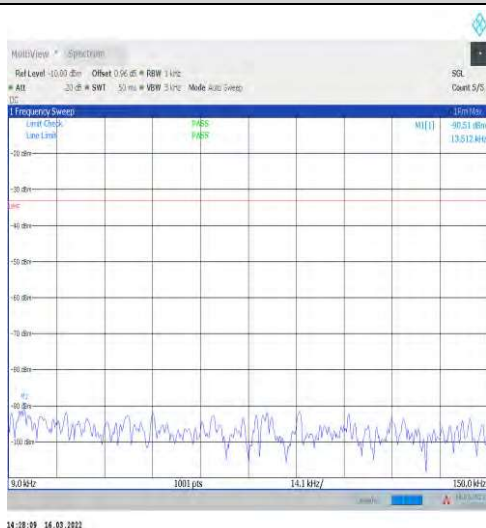 MultiView Spectrum
Ref Level -10.00 dBm Offset 0.96 dB RBW 1 kHz SGL
Att 20 dB SWT 50 ms VBW 3 kHz Mode Auto Sweep Count 5/5
DC
1 Frequency Sweep 1Rm Max
Limit Check PASS M1[1] -90.51 dBm
Line Limit PASS 13.512 kHz
-20 dBm
-30 dBm
-40 dBm
-50 dBm
-60 dBm
-70 dBm
-80 dBm
-90 dBm
-100 dBm
9.0 kHz 1001 pts 14.1 kHz/ 150.0 kHz
14:28:09 16.03.2022